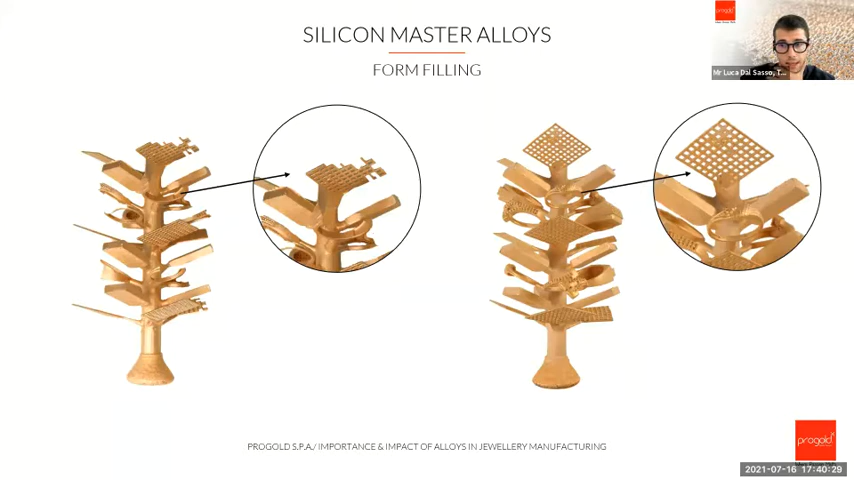 SILICON MASTER ALLOYS
FORM FILLING
progold
Mr Luca Dal Sasso, T...
PROGOLD S.P.A./ IMPORTANCE & IMPACT OF ALLOYS IN JEWELLERY MANUFACTURING
progold
2021-07-16 17:40:29